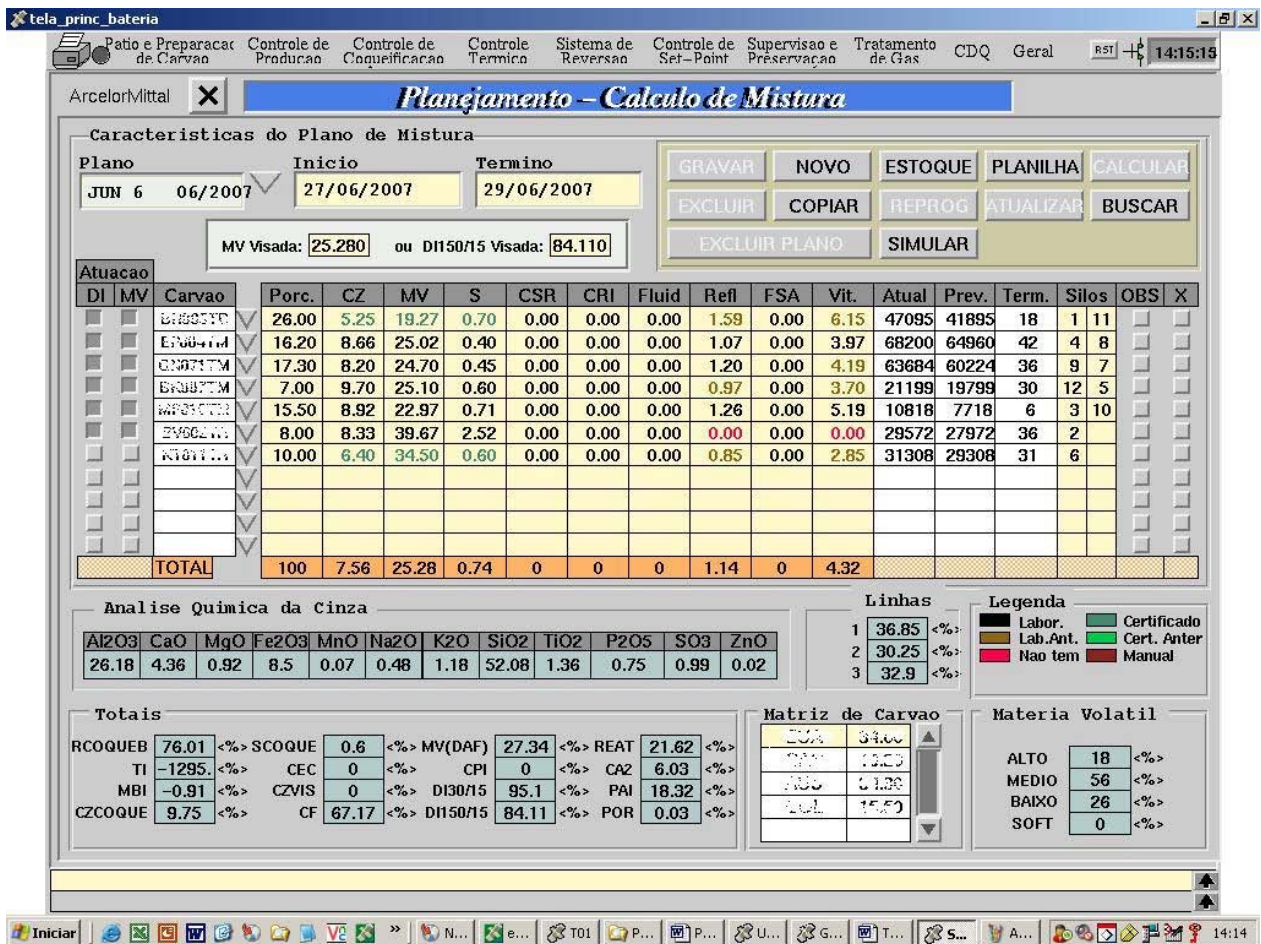 tela_princ_bateria
Patio e Preparacac de Carvao Controle de Producao Controle de Coqueificacao Controle Termico Sistema de Reversao Controle de Set-Point Supervisao e Preservacao Tratamento de Gas CDQ Geral RST 14:15:15
ArcelorMittal X Planejamento – Calculo de Mistura
Caracteristicas do Plano de Mistura
Plano Inicio Termino
JUN 6 06/2007 27/06/2007 29/06/2007
GRAVAR NOVO ESTOQUE PLANILHA CALCULAR
EXCLUIR COPIAR REPROG ATUALIZAR BUSCAR
EXCLUIR PLANO SIMULAR
MV Visada: 25.280 ou DI150/15 Visada: 84.110
Atuacao
DI MV Carvao Porc. CZ MV S CSR CRI Fluid Refl FSA Vit. Atual Prev. Term. Silos OBS X
26.00 5.25 19.27 0.70 0.00 0.00 0.00 1.59 0.00 6.15 47095 41895 18 1 11
16.20 8.66 25.02 0.40 0.00 0.00 0.00 1.07 0.00 3.97 68200 64960 42 4 8
17.30 8.20 24.70 0.45 0.00 0.00 0.00 1.20 0.00 4.19 63684 60224 36 9 7
7.00 9.70 25.10 0.60 0.00 0.00 0.00 0.97 0.00 3.70 21199 19799 30 12 5
15.50 8.92 22.97 0.71 0.00 0.00 0.00 1.26 0.00 5.19 10818 7718 6 3 10
8.00 8.33 39.67 2.52 0.00 0.00 0.00 0.00 0.00 0.00 29572 27972 36 2
10.00 6.40 34.50 0.60 0.00 0.00 0.00 0.85 0.00 2.85 31308 29308 31 6
TOTAL 100 7.56 25.28 0.74 0 0 0 1.14 0 4.32
Analise Quimica da Cinza
Al2O3 CaO MgO Fe2O3 MnO Na2O K2O SiO2 TiO2 P2O5 SO3 ZnO
26.18 4.36 0.92 8.5 0.07 0.48 1.18 52.08 1.36 0.75 0.99 0.02
Linhas
1 36.85 <%>
2 30.25 <%>
3 32.9 <%>
Legenda
Labor. Certificado
Lab.Ant. Cert. Anter
Nao tem Manual
Totais
RCOQUEB 76.01 <%> SCOQUE 0.6 <%> MV(DAF) 27.34 <%> REAT 21.62 <%>
TI -1295. <%> CEC 0 <%> CPI 0 <%> CA2 6.03 <%>
MBI -0.91 <%> CZVIS 0 <%> DI30/15 95.1 <%> PAI 18.32 <%>
CZCOQUE 9.75 <%> CF 67.17 <%> DI150/15 84.11 <%> POR 0.03 <%>
Matriz de Carvao
Materia Volatil
ALTO 18 <%>
MEDIO 56 <%>
BAIXO 26 <%>
SOFT 0 <%>
Iniciar » N... e... T01 P... P... U... G... T... S... A... 14:14